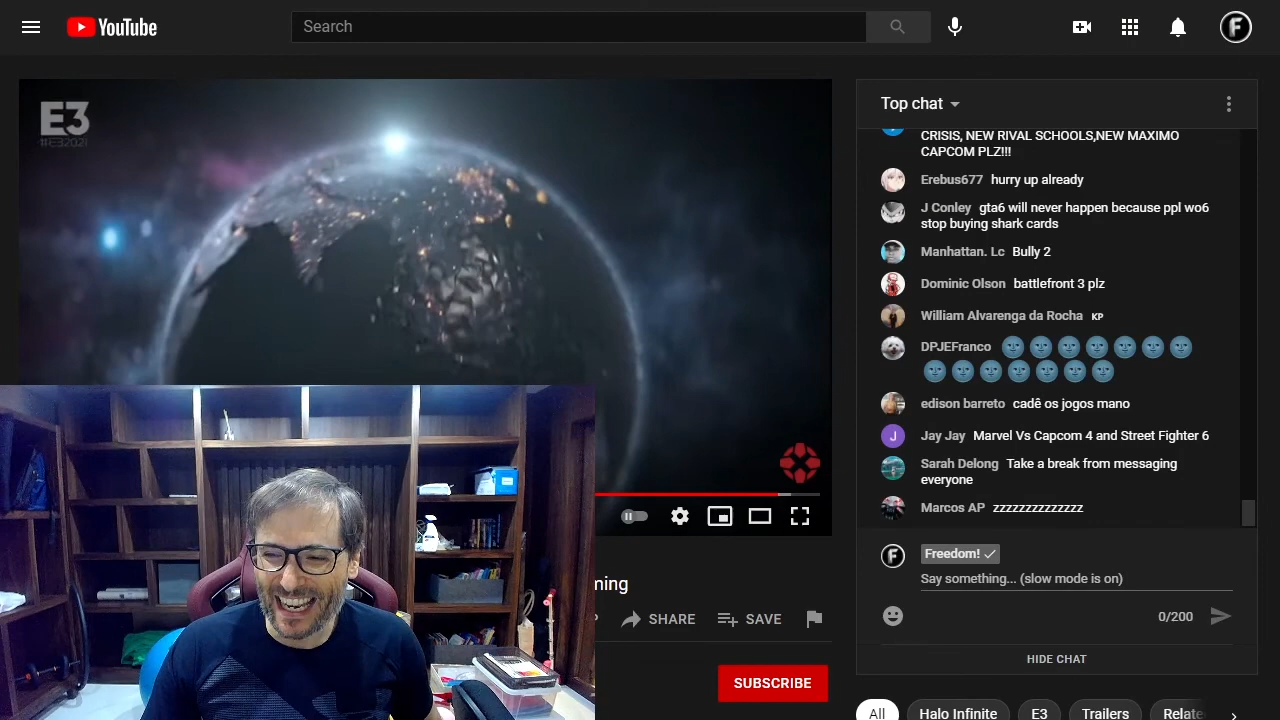 YouTube
Search
F
E3
#E32021
Top chat
CRISIS, NEW RIVAL SCHOOLS,NEW MAXIMO
CAPCOM PLZ!!!
Erebus677 hurry up already
J Conley gta6 will never happen because ppl wo6
stop buying shark cards
Manhattan. Lc Bully 2
Dominic Olson battlefront 3 plz
William Alvarenga da Rocha KP
DPJEFranco
edison barreto cadê os jogos mano
J
Jay Jay Marvel Vs Capcom 4 and Street Fighter 6
Sarah Delong Take a break from messaging
everyone
Marcos AP zzzzzzzzzzzzzz
F
Freedom!
Say something... (slow mode is on)
0/200
HIDE CHAT
ming
SHARE
SAVE
SUBSCRIBE
All
Halo Infinite
E3
Trailers
Relate